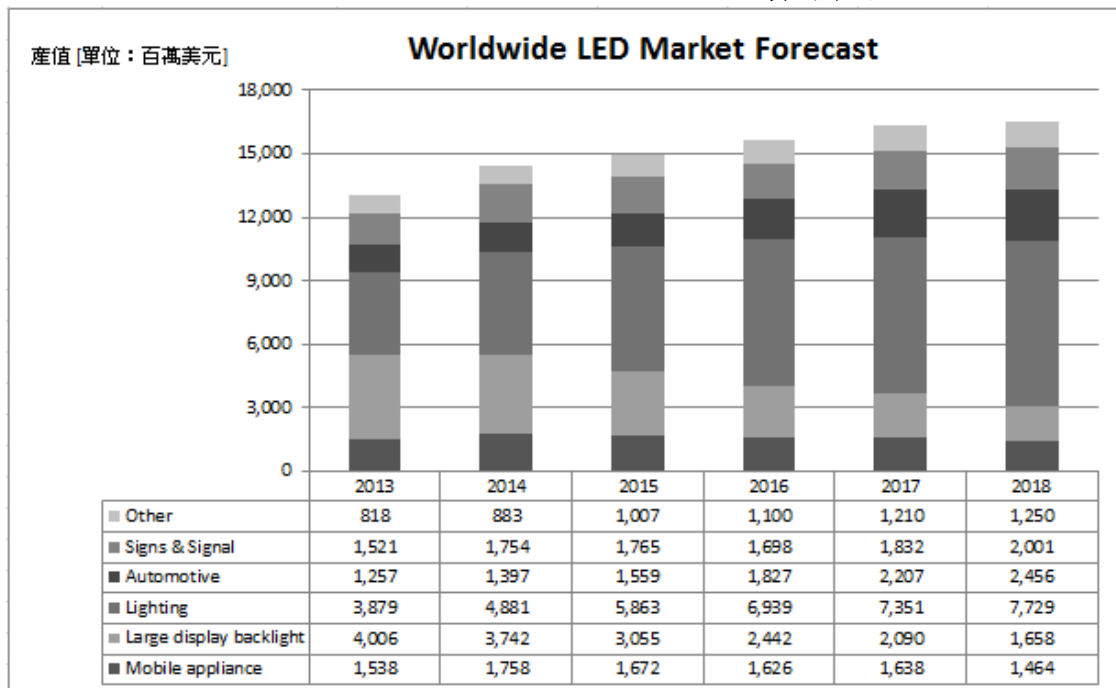 Worldwide LED Market Forecast
產值 [單位：百萬美元]
18,000
15,000
12,000
9,000
6,000
3,000
0
2013 2014 2015 2016 2017 2018
Other 818 883 1,007 1,100 1,210 1,250
Signs & Signal 1,521 1,754 1,765 1,698 1,832 2,001
Automotive 1,257 1,397 1,559 1,827 2,207 2,456
Lighting 3,879 4,881 5,863 6,939 7,351 7,729
Large display backlight 4,006 3,742 3,055 2,442 2,090 1,658
Mobile appliance 1,538 1,758 1,672 1,626 1,638 1,464